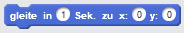 gleite in 1 Sek. zu x: 0 y: 0